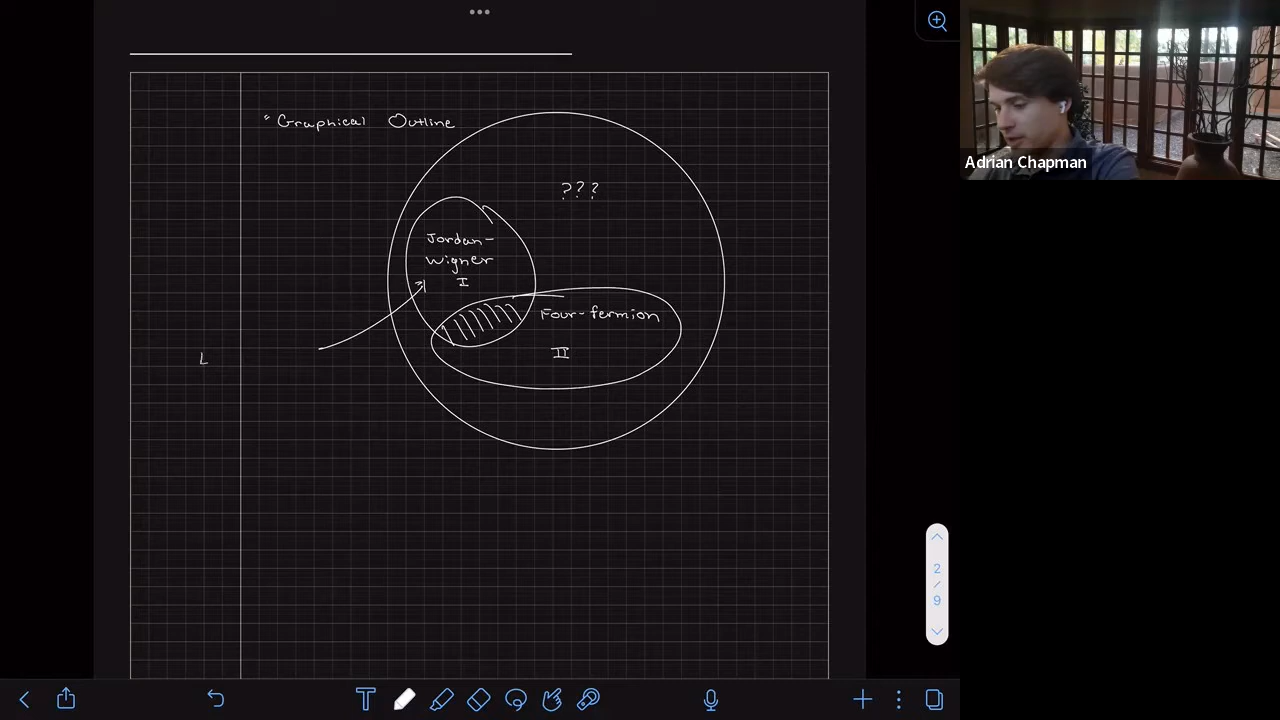 "Graphical Outline
???
Jordan-
Wigner
I
Four-fermion
II
L
Adrian Chapman
2
/
9
T